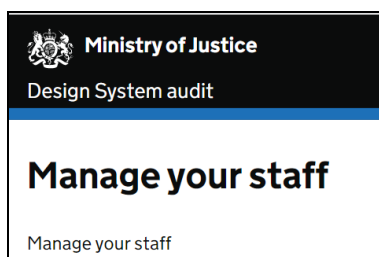 Ministry of Justice
Design System audit
Manage your staff
Manage your staff